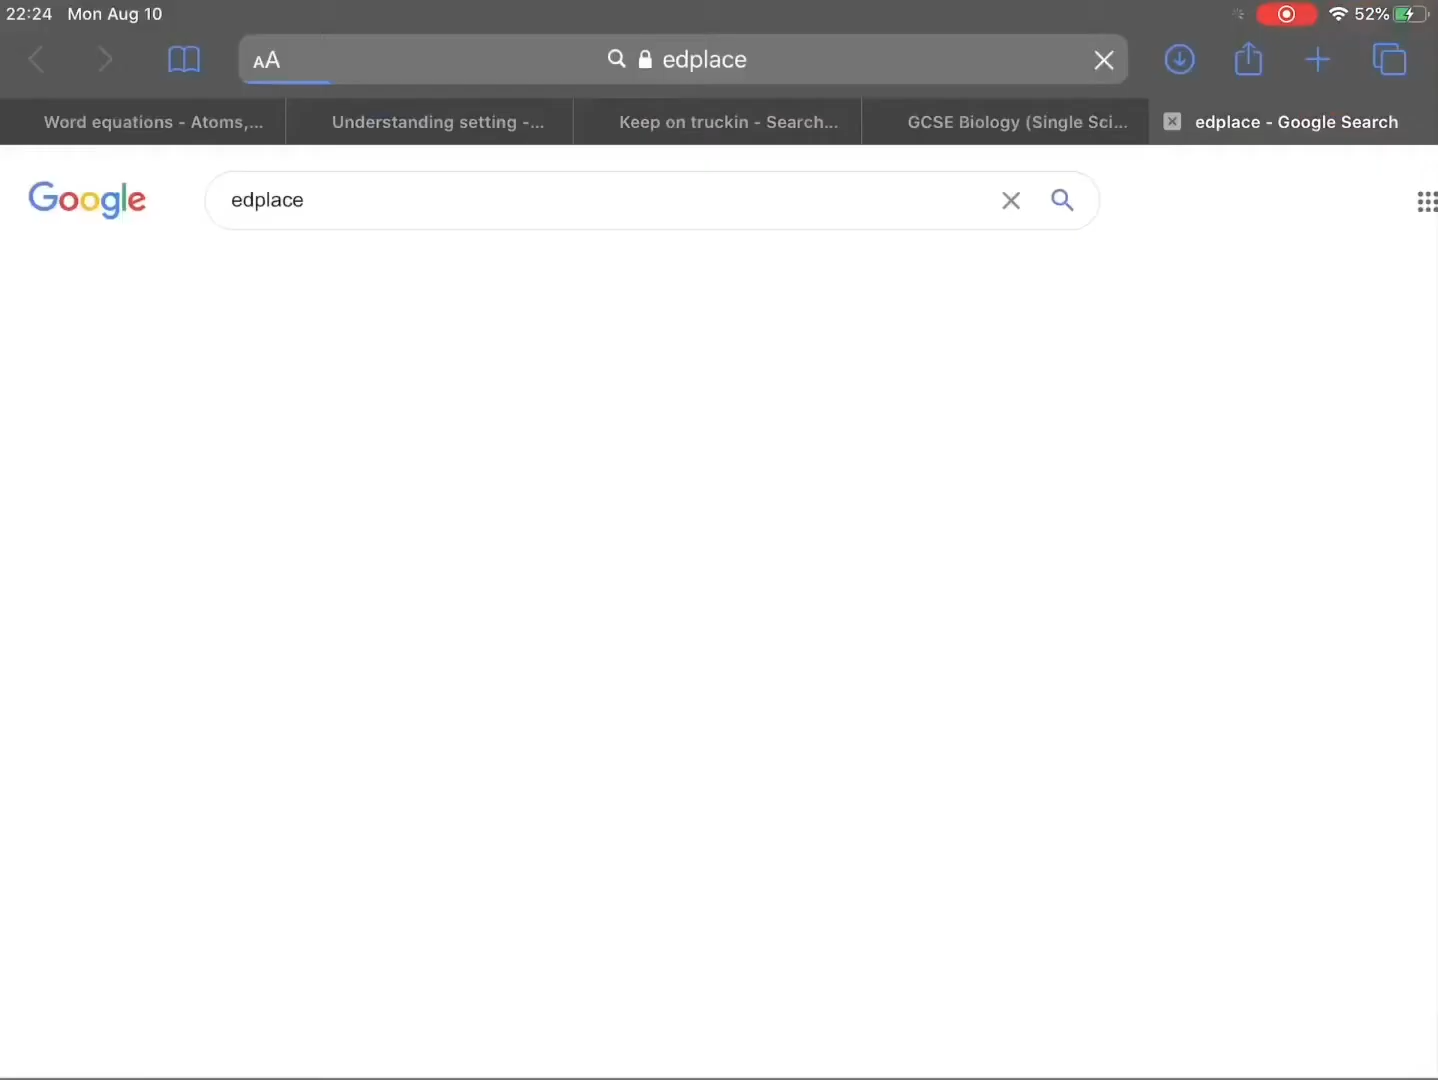 22:24 Mon Aug 10 52%
AA edplace
Word equations - Atoms,... Understanding setting -... Keep on truckin - Search... GCSE Biology (Single Sci... edplace - Google Search
Google edplace